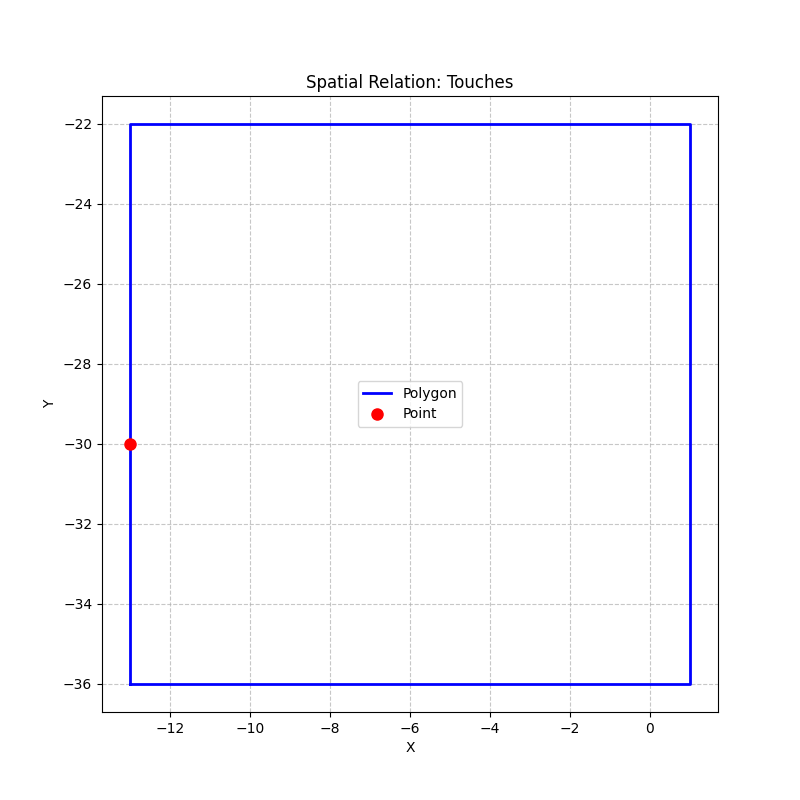 Spatial Relation: Touches
−22
−24
−26
−28
−30
−32
−34
−36
Y
Polygon
Point
−12 −10 −8 −6 −4 −2 0
X